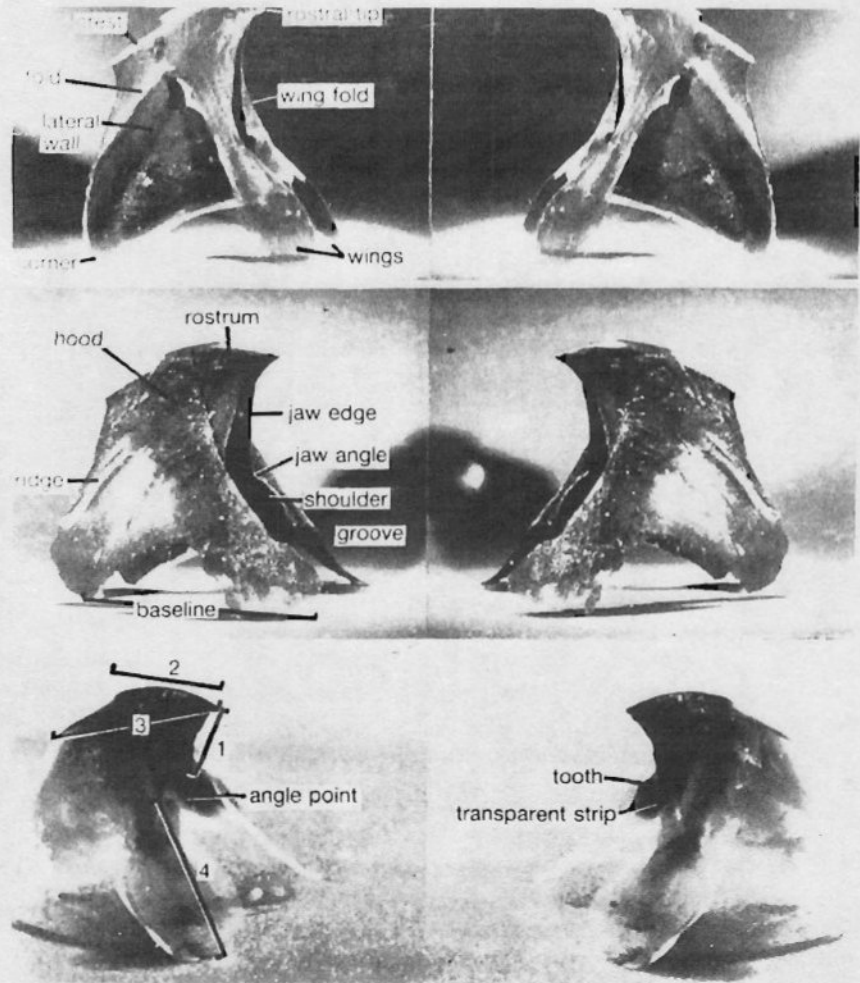 rostral tip
wing fold
lateral
wall
wings
rostrum
hood
jaw edge
jaw angle
ridge
shoulder
groove
baseline
2
3
1
angle point
4
tooth
transparent strip